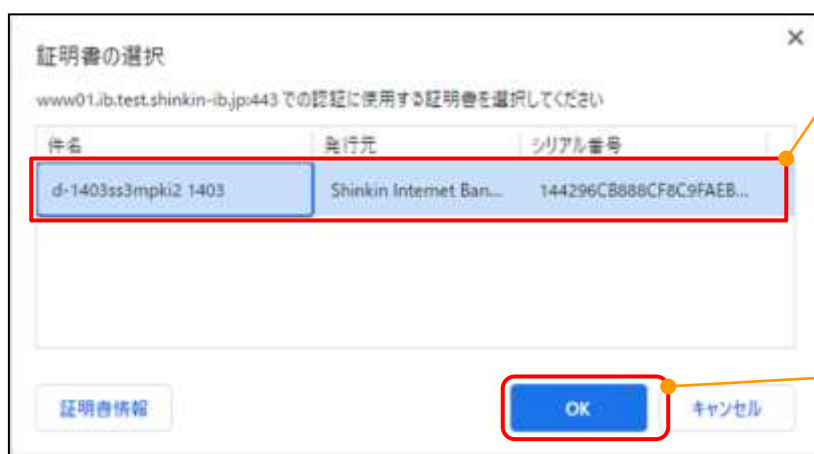 証明書の選択
www01.ib.test.shinkin-ib.jp:443 での認証に使用する証明書を選択してください
件名 発行元 シリアル番号
d-1403ss3mpki2 1403 Shinkin Internet Ban... 144296CB888CF8C9FAEB...
証明書情報 OK キャンセル